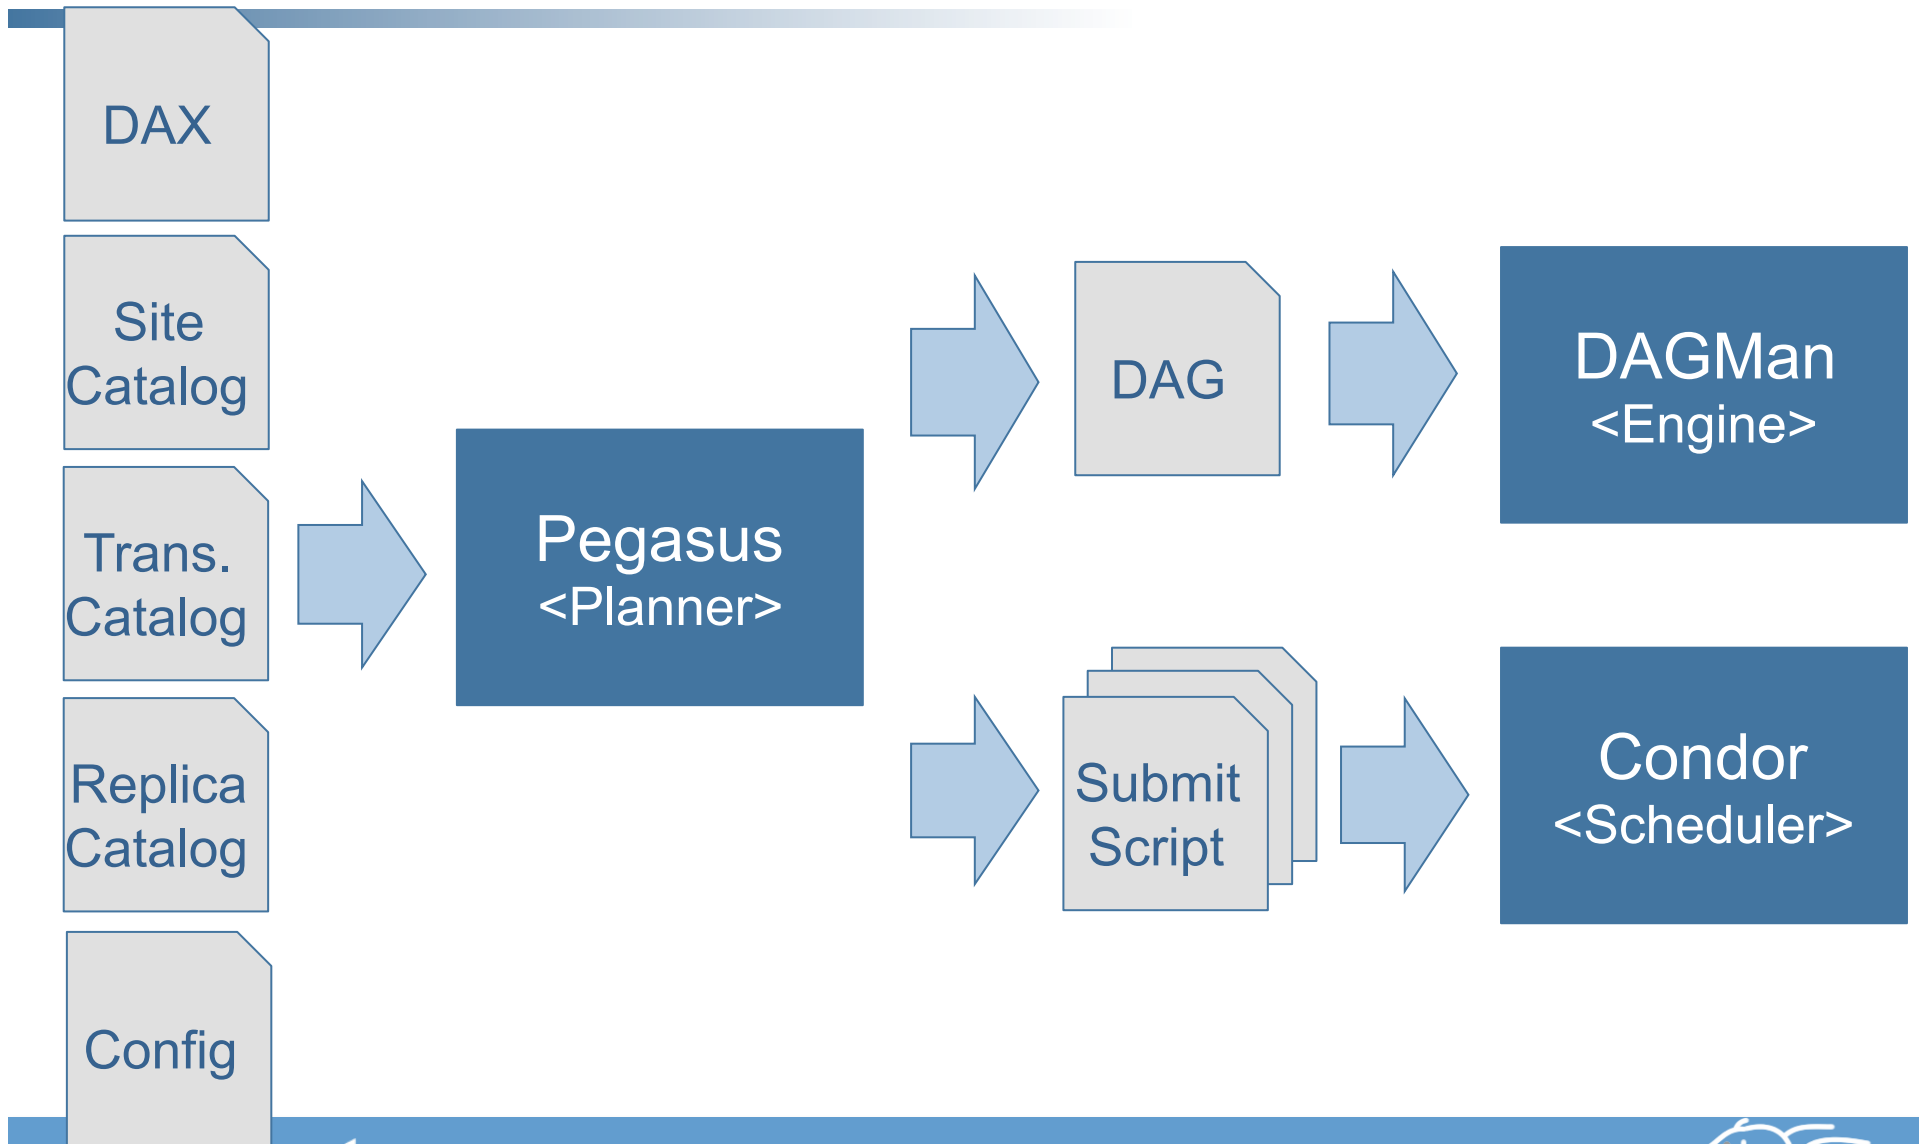 DAX
Site
Catalog
Trans.
Catalog
Replica
Catalog
Config
Pegasus
<Planner>
DAG
Submit
Script
DAGMan
<Engine>
Condor
<Scheduler>